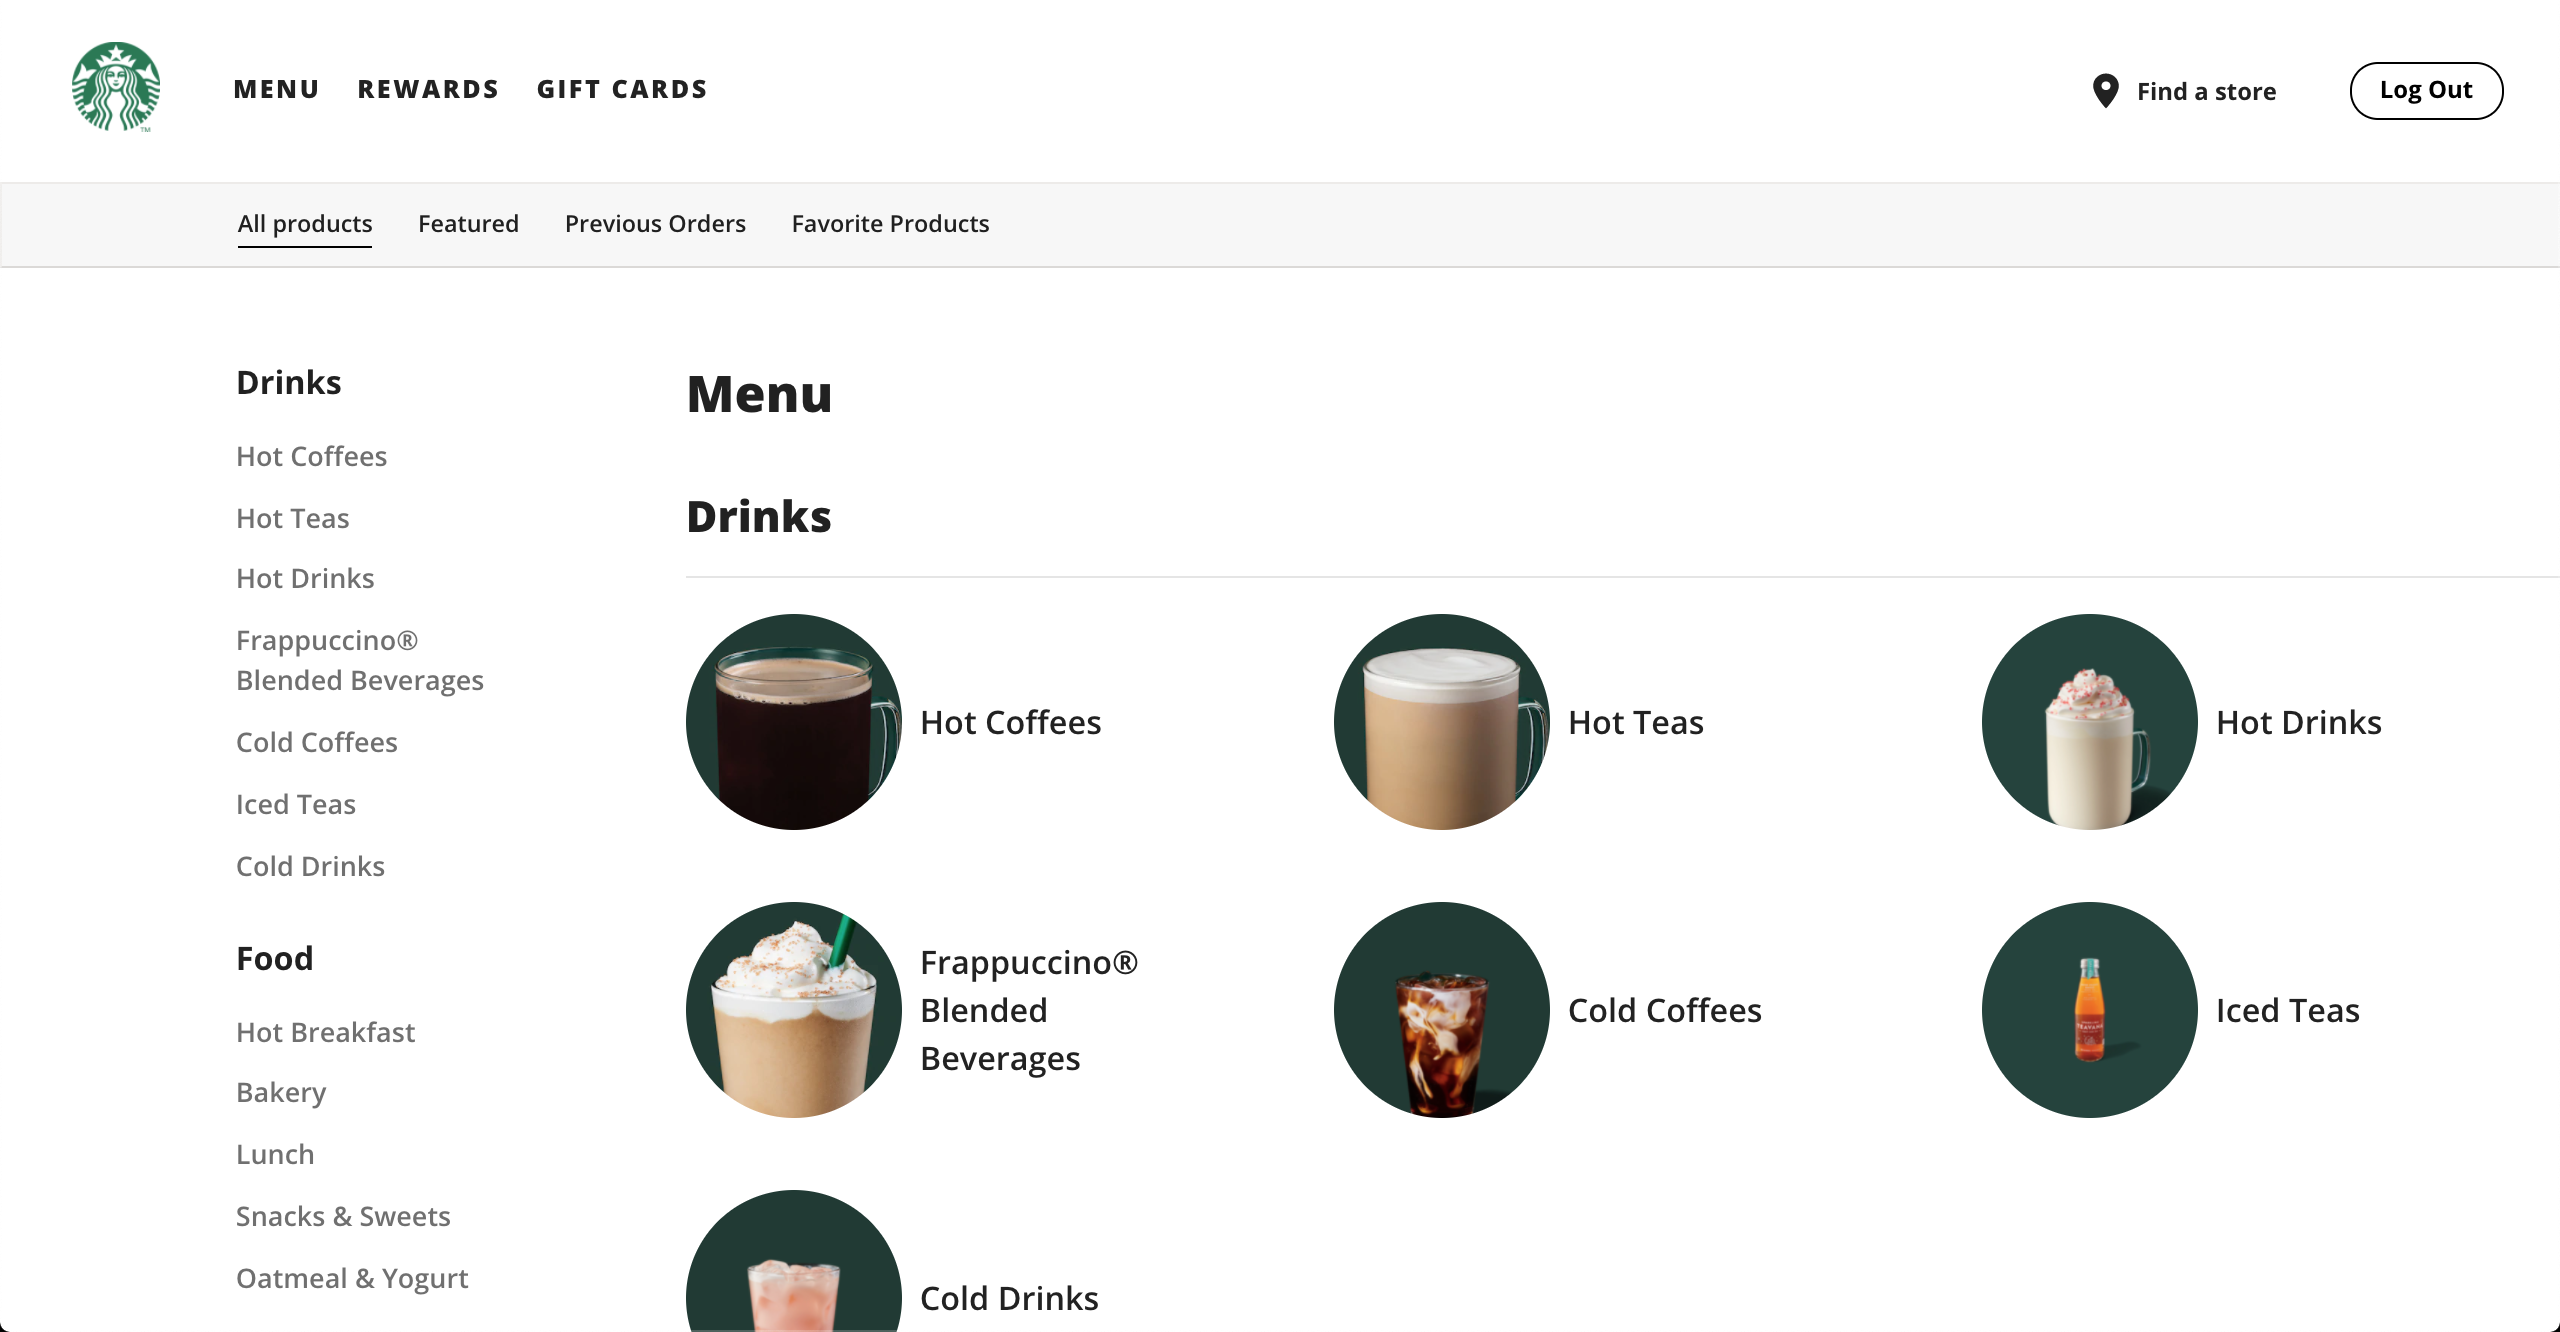 MENU REWARDS GIFT CARDS Find a store Log Out
TM
All products Featured Previous Orders Favorite Products
Drinks
Hot Coffees
Hot Teas
Hot Drinks
Frappuccino®
Blended Beverages
Cold Coffees
Iced Teas
Cold Drinks
Food
Hot Breakfast
Bakery
Lunch
Snacks & Sweets
Oatmeal & Yogurt
Menu
Drinks
Hot Coffees
Hot Teas
Hot Drinks
Frappuccino®
Blended
Beverages
Cold Coffees
TEAVANA
Iced Teas
Cold Drinks